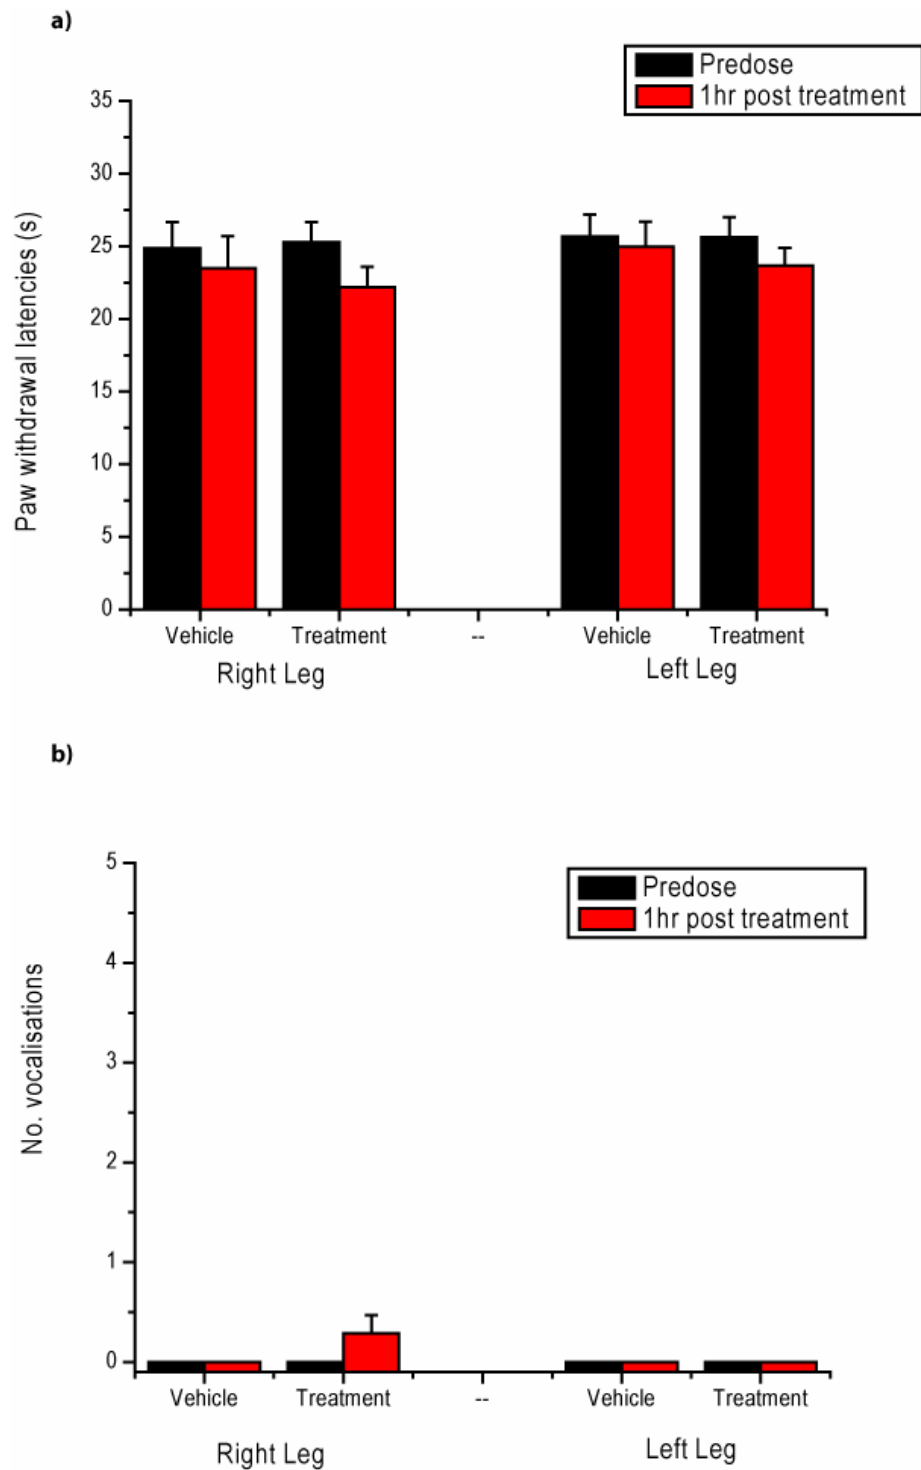 a)
Predose
1hr post treatment
35
30
25
20
15
10
5
0
Paw withdrawal latencies (s)
Vehicle Treatment -- Vehicle Treatment
Right Leg Left Leg
b)
Predose
1hr post treatment
5
4
3
2
1
0
No. vocalisations
Vehicle Treatment -- Vehicle Treatment
Right Leg Left Leg